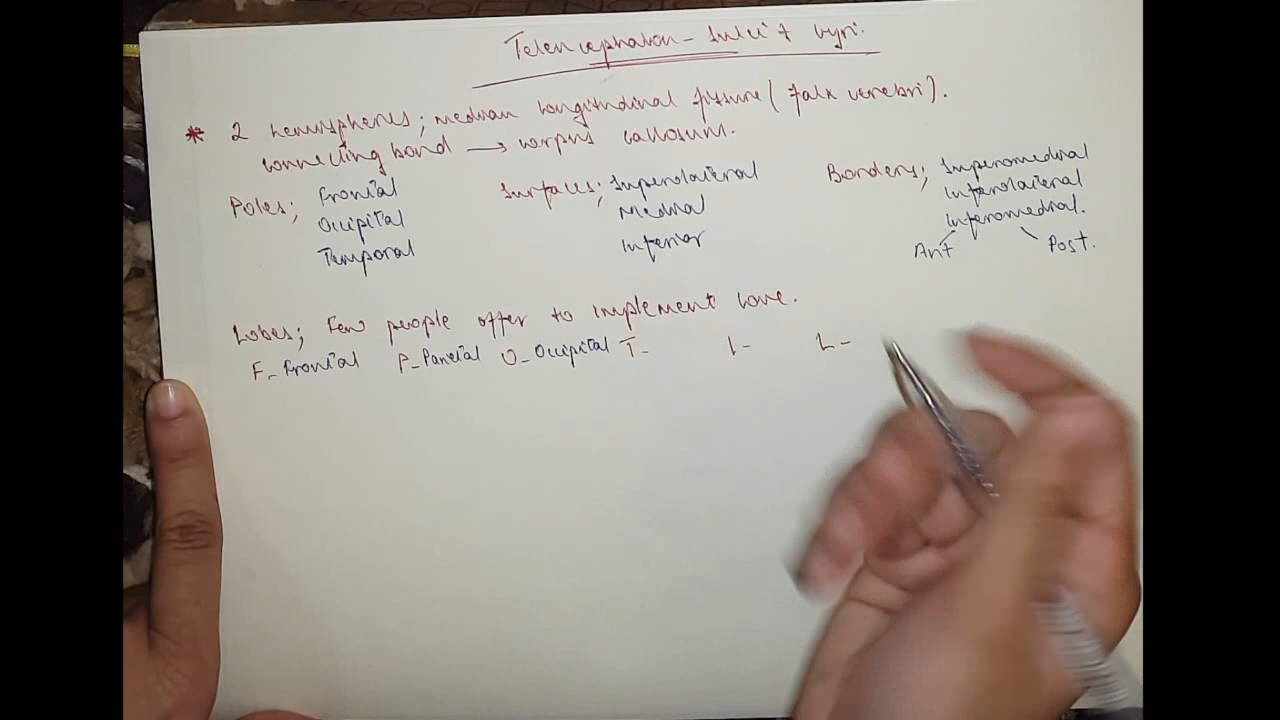 Telencephalon - Sulci & Gyri.
* 2 hemispheres; median longitudinal fissure (falx cerebri).
connecting band → corpus callosum.
Poles; Frontal
Occipital
Temporal
Surfaces; Superolateral
Medial
Inferior
Borders; Superomedial
Inferolateral
Inferomedial.
Ant Post.
Lobes; Few people offer to implement Love.
F - Frontal P - Parietal O - Occipital T - I - L -